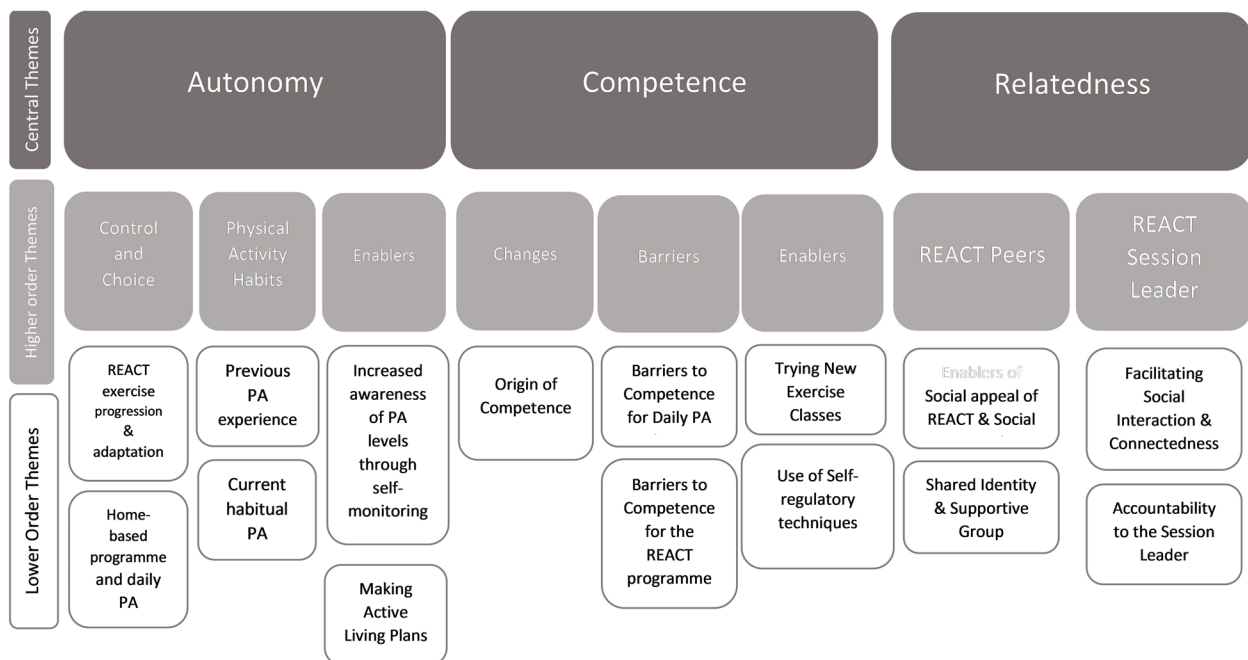 Central Themes
Autonomy
Competence
Relatedness
Higher order Themes
Control
and
Choice
Physical
Activity
Habits
Enablers
Changes
Barriers
Enablers
REACT Peers
REACT
Session
Leader
Lower Order Themes
REACT
exercise
progression
&
adaptation
Home-
based
programme
and daily
PA
Previous
PA
experience
Current
habitual
PA
Increased
awareness
of PA
levels
through
self-
monitoring
Making
Active
Living Plans
Origin of
Competence
Barriers to
Competence
for Daily PA
Barriers to
Competence
for the
REACT
programme
Trying New
Exercise
Classes
Use of Self-
regulatory
techniques
Enablers of
Social appeal of
REACT & Social
Shared Identity
& Supportive
Group
Facilitating
Social
Interaction &
Connectedness
Accountability
to the Session
Leader